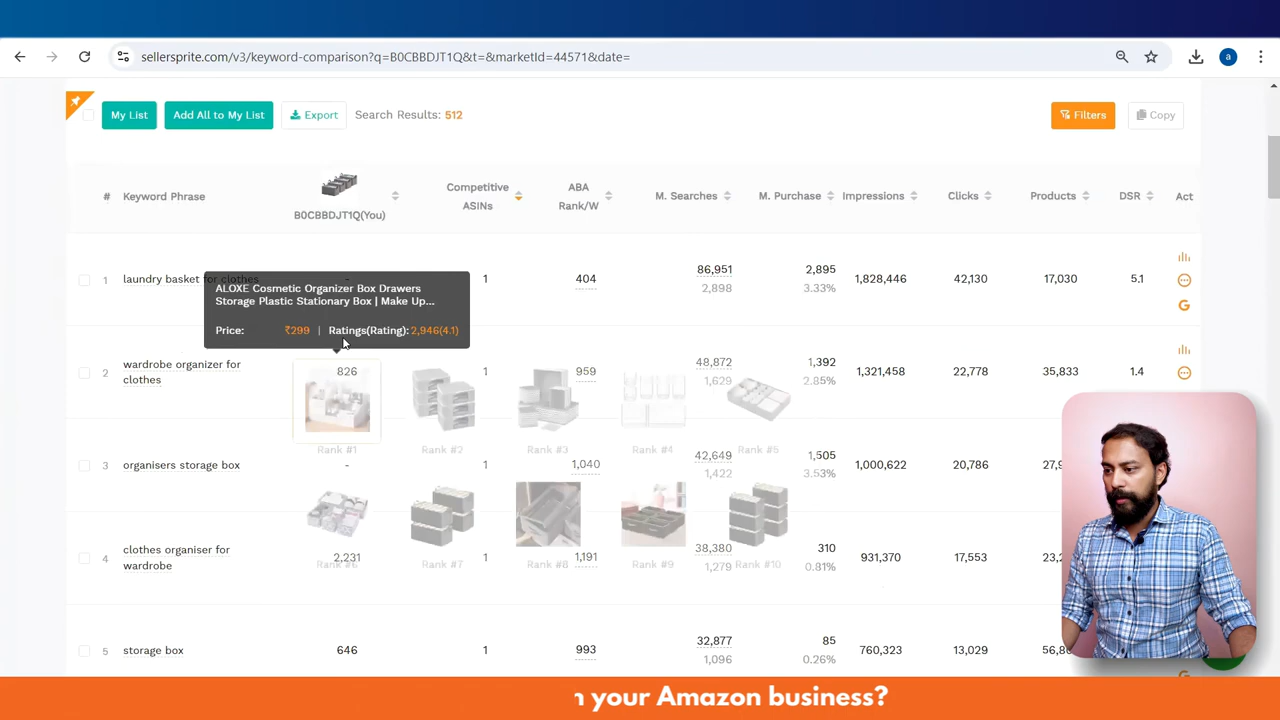 sellersprite.com/v3/keyword-comparison?q=B0CBBDJT1Q&t=&marketId=44571&date=
a
My List
Add All to My List
Export
Search Results: 512
Filters
Copy
# Keyword Phrase B0CBBDJT1Q(You) Competitive ASINs ABA Rank/W M. Searches M. Purchase Impressions Clicks Products DSR Act
1 laundry basket for clothes - 1 404 86,951 2,895 1,828,446 42,130 17,030 5.1
2,898 3.33%
ALOXE Cosmetic Organizer Box Drawers
Storage Plastic Stationary Box | Make Up...
Price: ₹299 | Ratings(Rating): 2,946(4.1)
2 wardrobe organizer for clothes 826 1 959 48,872 1,392 1,321,458 22,778 35,833 1.4
1,629 2.85%
Rank #1 Rank #2 Rank #3 Rank #4 Rank #5
3 organisers storage box - 1 1,040 42,649 1,505 1,000,622 20,786
1,422 3.53%
4 clothes organiser for wardrobe 2,231 1 1,191 38,380 310 931,370 17,553
1,279 0.81%
Rank #6 Rank #7 Rank #8 Rank #9 Rank #10
5 storage box 646 1 993 32,877 85 760,323 13,029
1,096 0.26%
your Amazon business?